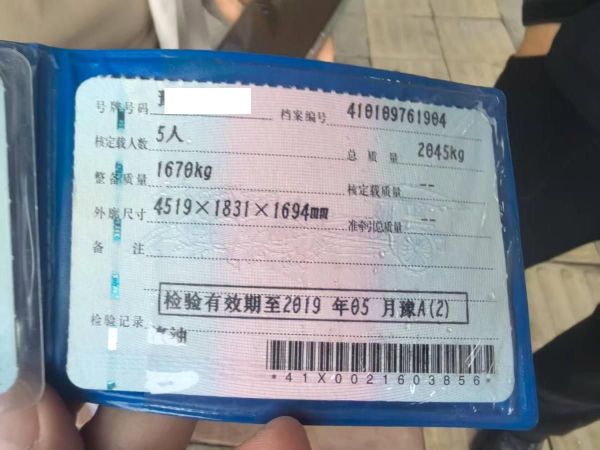 号牌号码 档案编号 410109761904
核定载人数 5人 总质量 2045kg
整备质量 1670kg 核定载质量 --
外廓尺寸 4519×1831×1694mm 准牵引总质量 --
备注
检验有效期至2019 年05 月豫A(2)
检验记录
汽油
*41X0021603856*